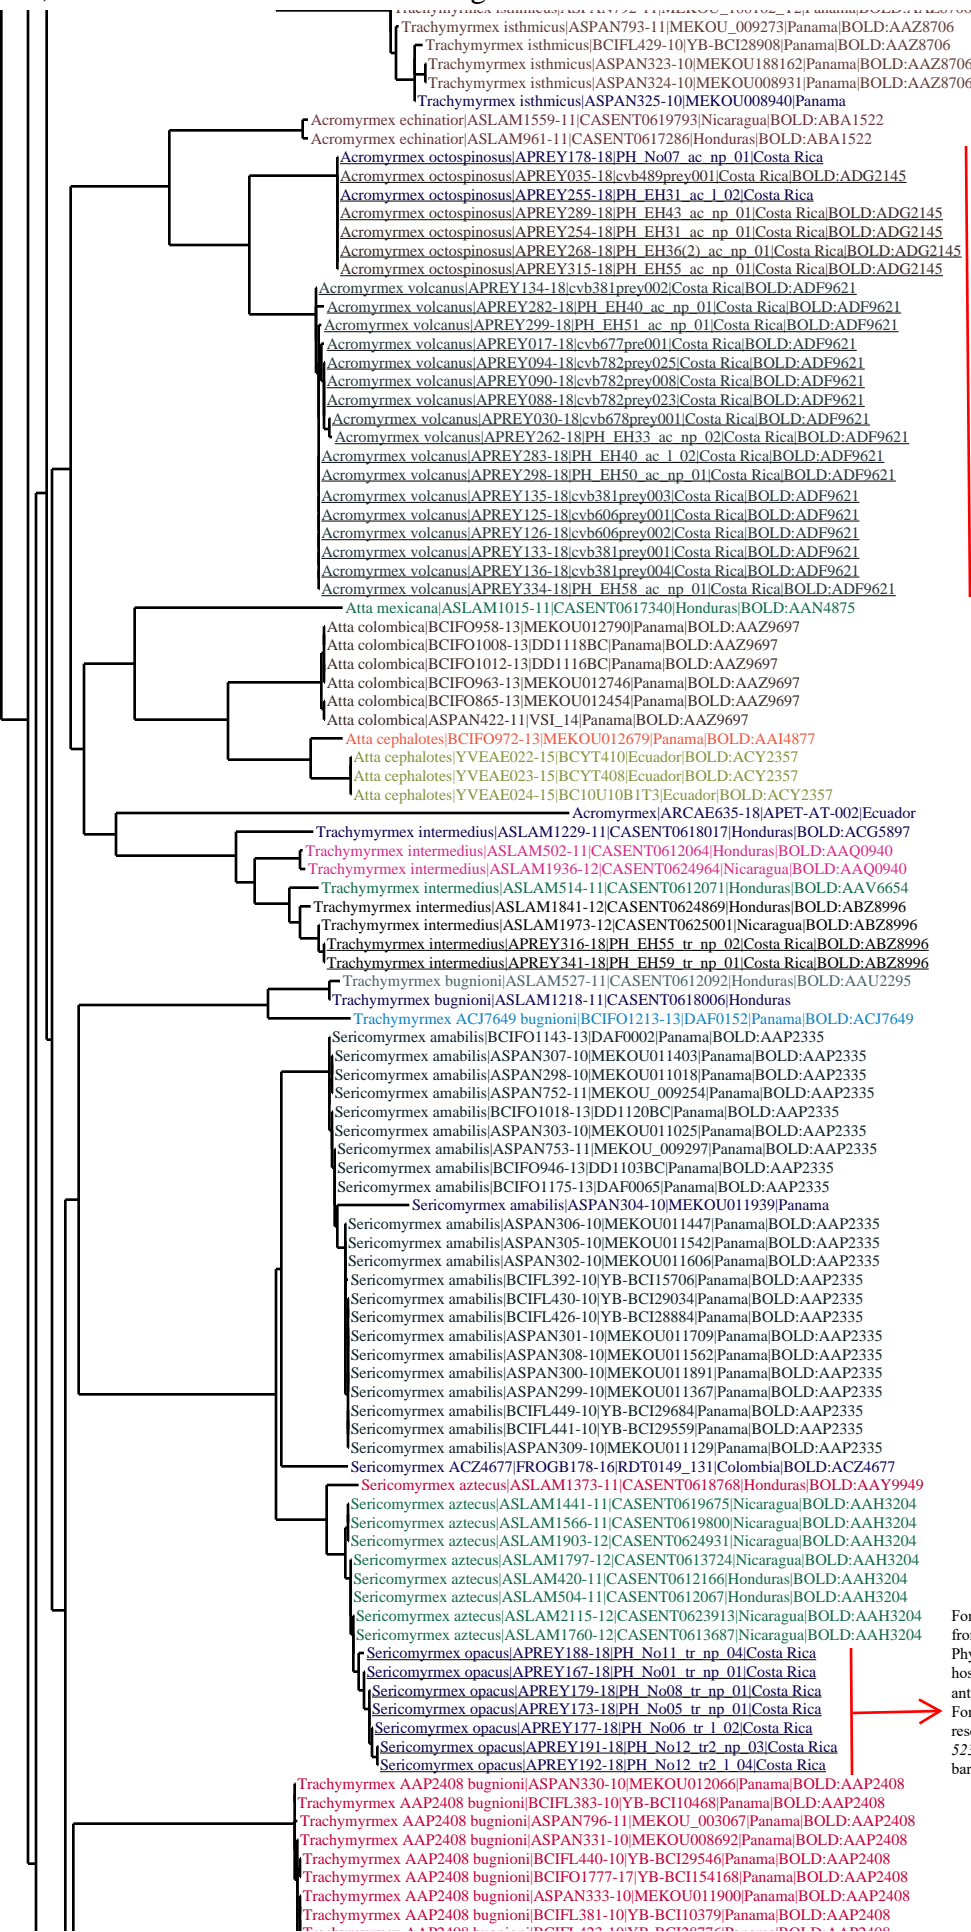 Trachymyrmex isthmicus|ASPAN793-11|MEKOU_009273|Panama|BOLD:AAZ8706
Trachymyrmex isthmicus|BCIFL429-10|YB-BCI28908|Panama|BOLD:AAZ8706
Trachymyrmex isthmicus|ASPAN323-10|MEKOU188162|Panama|BOLD:AAZ8706
Trachymyrmex isthmicus|ASPAN324-10|MEKOU008931|Panama|BOLD:AAZ8706
Trachymyrmex isthmicus|ASPAN325-10|MEKOU008940|Panama
Acromyrmex echinatior|ASLAM1559-11|CASENT0619793|Nicaragua|BOLD:ABA1522
Acromyrmex echinatior|ASLAM961-11|CASENT0617286|Honduras|BOLD:ABA1522
Acromyrmex octospinosus|APREY178-18|PH_No07_ac_np_01|Costa Rica
Acromyrmex octospinosus|APREY035-18|cvb489prey001|Costa Rica|BOLD:ADG2145
Acromyrmex octospinosus|APREY255-18|PH_EH31_ac_l_02|Costa Rica
Acromyrmex octospinosus|APREY289-18|PH_EH43_ac_np_01|Costa Rica|BOLD:ADG2145
Acromyrmex octospinosus|APREY254-18|PH_EH31_ac_np_01|Costa Rica|BOLD:ADG2145
Acromyrmex octospinosus|APREY268-18|PH_EH36(2)_ac_np_01|Costa Rica|BOLD:ADG2145
Acromyrmex octospinosus|APREY315-18|PH_EH55_ac_np_01|Costa Rica|BOLD:ADG2145
Acromyrmex volcanus|APREY134-18|cvb381prey002|Costa Rica|BOLD:ADF9621
Acromyrmex volcanus|APREY282-18|PH_EH40_ac_np_01|Costa Rica|BOLD:ADF9621
Acromyrmex volcanus|APREY299-18|PH_EH51_ac_np_01|Costa Rica|BOLD:ADF9621
Acromyrmex volcanus|APREY017-18|cvb677pre001|Costa Rica|BOLD:ADF9621
Acromyrmex volcanus|APREY094-18|cvb782prey025|Costa Rica|BOLD:ADF9621
Acromyrmex volcanus|APREY090-18|cvb782prey008|Costa Rica|BOLD:ADF9621
Acromyrmex volcanus|APREY088-18|cvb782prey023|Costa Rica|BOLD:ADF9621
Acromyrmex volcanus|APREY030-18|cvb678prey001|Costa Rica|BOLD:ADF9621
Acromyrmex volcanus|APREY262-18|PH_EH33_ac_np_02|Costa Rica|BOLD:ADF9621
Acromyrmex volcanus|APREY283-18|PH_EH40_ac_l_02|Costa Rica|BOLD:ADF9621
Acromyrmex volcanus|APREY298-18|PH_EH50_ac_np_01|Costa Rica|BOLD:ADF9621
Acromyrmex volcanus|APREY135-18|cvb381prey003|Costa Rica|BOLD:ADF9621
Acromyrmex volcanus|APREY125-18|cvb606prey001|Costa Rica|BOLD:ADF9621
Acromyrmex volcanus|APREY126-18|cvb606prey002|Costa Rica|BOLD:ADF9621
Acromyrmex volcanus|APREY133-18|cvb381prey001|Costa Rica|BOLD:ADF9621
Acromyrmex volcanus|APREY136-18|cvb381prey004|Costa Rica|BOLD:ADF9621
Acromyrmex volcanus|APREY334-18|PH_EH58_ac_np_01|Costa Rica|BOLD:ADF9621
Atta mexicana|ASLAM1015-11|CASENT0617340|Honduras|BOLD:AAN4875
Atta colombica|BCIFO958-13|MEKOU012790|Panama|BOLD:AAZ9697
Atta colombica|BCIFO1008-13|DD1118BC|Panama|BOLD:AAZ9697
Atta colombica|BCIFO1012-13|DD1116BC|Panama|BOLD:AAZ9697
Atta colombica|BCIFO963-13|MEKOU012746|Panama|BOLD:AAZ9697
Atta colombica|BCIFO865-13|MEKOU012454|Panama|BOLD:AAZ9697
Atta colombica|ASPAN422-11|VSI_14|Panama|BOLD:AAZ9697
Atta cephalotes|BCIFO972-13|MEKOU012679|Panama|BOLD:AAI4877
Atta cephalotes|YVEAE022-15|BCYT410|Ecuador|BOLD:ACY2357
Atta cephalotes|YVEAE023-15|BCYT408|Ecuador|BOLD:ACY2357
Atta cephalotes|YVEAE024-15|BC10U10B1T3|Ecuador|BOLD:ACY2357
Acromyrmex|ARCAE635-18|APET-AT-002|Ecuador
Trachymyrmex intermedius|ASLAM1229-11|CASENT0618017|Honduras|BOLD:ACG5897
Trachymyrmex intermedius|ASLAM502-11|CASENT0612064|Honduras|BOLD:AAQ0940
Trachymyrmex intermedius|ASLAM1936-12|CASENT0624964|Nicaragua|BOLD:AAQ0940
Trachymyrmex intermedius|ASLAM514-11|CASENT0612071|Honduras|BOLD:AAV6654
Trachymyrmex intermedius|ASLAM1841-12|CASENT0624869|Honduras|BOLD:ABZ8996
Trachymyrmex intermedius|ASLAM1973-12|CASENT0625001|Nicaragua|BOLD:ABZ8996
Trachymyrmex intermedius|APREY316-18|PH_EH55_tr_np_02|Costa Rica|BOLD:ABZ8996
Trachymyrmex intermedius|APREY341-18|PH_EH59_tr_np_01|Costa Rica|BOLD:ABZ8996
Trachymyrmex bugnioni|ASLAM527-11|CASENT0612092|Honduras|BOLD:AAU2295
Trachymyrmex bugnioni|ASLAM1218-11|CASENT0618006|Honduras
Trachymyrmex ACJ7649 bugnioni|BCIFO1213-13|DAF0152|Panama|BOLD:ACJ7649
Sericomyrmex amabilis|BCIFO1143-13|DAF0002|Panama|BOLD:AAP2335
Sericomyrmex amabilis|ASPAN307-10|MEKOU011403|Panama|BOLD:AAP2335
Sericomyrmex amabilis|ASPAN298-10|MEKOU011018|Panama|BOLD:AAP2335
Sericomyrmex amabilis|ASPAN752-11|MEKOU_009254|Panama|BOLD:AAP2335
Sericomyrmex amabilis|BCIFO1018-13|DD1120BC|Panama|BOLD:AAP2335
Sericomyrmex amabilis|ASPAN303-10|MEKOU011025|Panama|BOLD:AAP2335
Sericomyrmex amabilis|ASPAN753-11|MEKOU_009297|Panama|BOLD:AAP2335
Sericomyrmex amabilis|BCIFO946-13|DD1103BC|Panama|BOLD:AAP2335
Sericomyrmex amabilis|BCIFO1175-13|DAF0065|Panama|BOLD:AAP2335
Sericomyrmex amabilis|ASPAN304-10|MEKOU011939|Panama
Sericomyrmex amabilis|ASPAN306-10|MEKOU011447|Panama|BOLD:AAP2335
Sericomyrmex amabilis|ASPAN305-10|MEKOU011542|Panama|BOLD:AAP2335
Sericomyrmex amabilis|ASPAN302-10|MEKOU011606|Panama|BOLD:AAP2335
Sericomyrmex amabilis|BCIFL392-10|YB-BCI15706|Panama|BOLD:AAP2335
Sericomyrmex amabilis|BCIFL430-10|YB-BCI29034|Panama|BOLD:AAP2335
Sericomyrmex amabilis|BCIFL426-10|YB-BCI28884|Panama|BOLD:AAP2335
Sericomyrmex amabilis|ASPAN301-10|MEKOU011709|Panama|BOLD:AAP2335
Sericomyrmex amabilis|ASPAN308-10|MEKOU011562|Panama|BOLD:AAP2335
Sericomyrmex amabilis|ASPAN300-10|MEKOU011891|Panama|BOLD:AAP2335
Sericomyrmex amabilis|ASPAN299-10|MEKOU011367|Panama|BOLD:AAP2335
Sericomyrmex amabilis|BCIFL449-10|YB-BCI29684|Panama|BOLD:AAP2335
Sericomyrmex amabilis|BCIFL441-10|YB-BCI29559|Panama|BOLD:AAP2335
Sericomyrmex amabilis|ASPAN309-10|MEKOU011129|Panama|BOLD:AAP2335
Sericomyrmex ACZ4677|FROGB178-16|RDT0149_131|Colombia|BOLD:ACZ4677
Sericomyrmex aztecus|ASLAM1373-11|CASENT0618768|Honduras|BOLD:AAY9949
Sericomyrmex aztecus|ASLAM1441-11|CASENT0619675|Nicaragua|BOLD:AAH3204
Sericomyrmex aztecus|ASLAM1566-11|CASENT0619800|Nicaragua|BOLD:AAH3204
Sericomyrmex aztecus|ASLAM1903-12|CASENT0624931|Nicaragua|BOLD:AAH3204
Sericomyrmex aztecus|ASLAM1797-12|CASENT0613724|Nicaragua|BOLD:AAH3204
Sericomyrmex aztecus|ASLAM420-11|CASENT0612166|Honduras|BOLD:AAH3204
Sericomyrmex aztecus|ASLAM504-11|CASENT0612067|Honduras|BOLD:AAH3204
Sericomyrmex aztecus|ASLAM2115-12|CASENT0623913|Nicaragua|BOLD:AAH3204
Sericomyrmex aztecus|ASLAM1760-12|CASENT0613687|Nicaragua|BOLD:AAH3204
Sericomyrmex opacus|APREY188-18|PH_No11_tr_np_04|Costa Rica
Sericomyrmex opacus|APREY167-18|PH_No01_tr_np_01|Costa Rica
Sericomyrmex opacus|APREY179-18|PH_No08_tr_np_01|Costa Rica
Sericomyrmex opacus|APREY173-18|PH_No05_tr_np_01|Costa Rica
Sericomyrmex opacus|APREY177-18|PH_No06_tr_l_02|Costa Rica
Sericomyrmex opacus|APREY191-18|PH_No12_tr2_np_03|Costa Rica
Sericomyrmex opacus|APREY192-18|PH_No12_tr2_l_04|Costa Rica
For
Phy
ant
For
523
bar
Trachymyrmex AAP2408 bugnioni|ASPAN330-10|MEKOU012066|Panama|BOLD:AAP2408
Trachymyrmex AAP2408 bugnioni|BCIFL383-10|YB-BCI10468|Panama|BOLD:AAP2408
Trachymyrmex AAP2408 bugnioni|ASPAN796-11|MEKOU_003067|Panama|BOLD:AAP2408
Trachymyrmex AAP2408 bugnioni|ASPAN331-10|MEKOU008692|Panama|BOLD:AAP2408
Trachymyrmex AAP2408 bugnioni|BCIFL440-10|YB-BCI29546|Panama|BOLD:AAP2408
Trachymyrmex AAP2408 bugnioni|BCIFO1777-17|YB-BCI154168|Panama|BOLD:AAP2408
Trachymyrmex AAP2408 bugnioni|ASPAN333-10|MEKOU011900|Panama|BOLD:AAP2408
Trachymyrmex AAP2408 bugnioni|BCIFL381-10|YB-BCI10379|Panama|BOLD:AAP2408